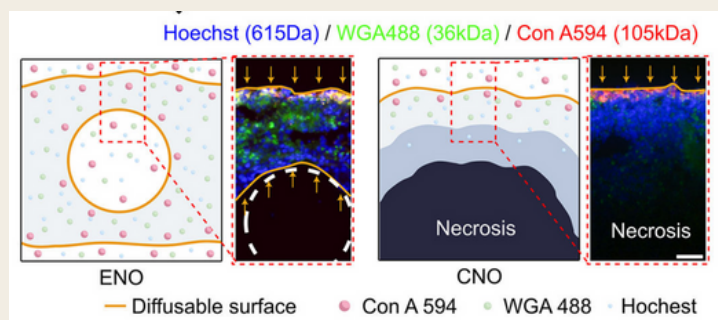 Hoechst (615Da) / WGA488 (36kDa) / Con A594 (105kDa)
Necrosis
Necrosis
ENO
CNO
Diffusable surface
Con A 594
WGA 488
Hochest